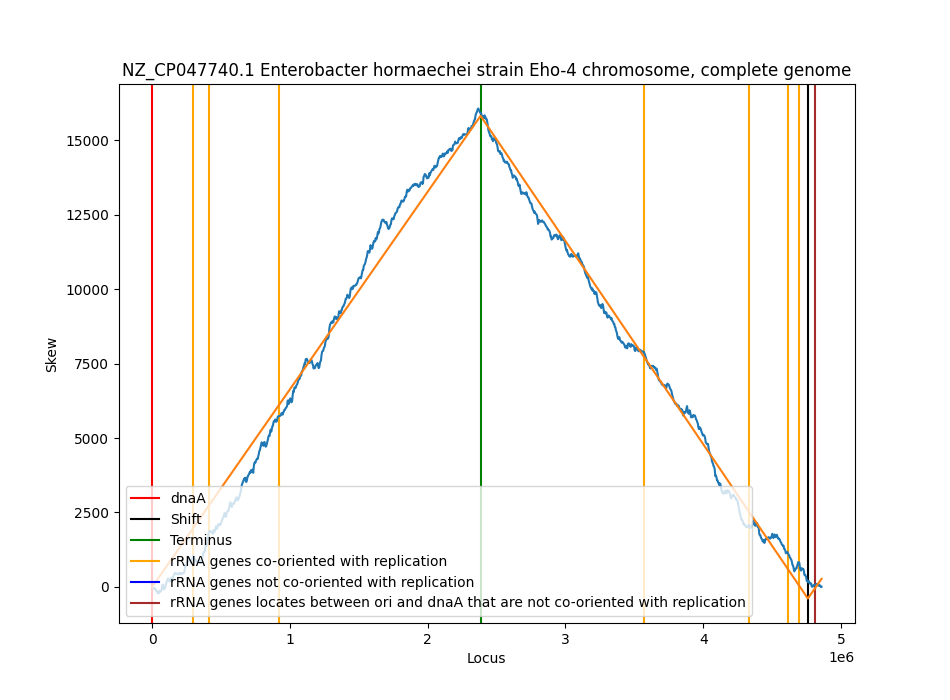 NZ_CP047740.1 Enterobacter hormaechei strain Eho-4 chromosome, complete genome
15000
12500
10000
7500
5000
2500
0
Skew
dnaA
Shift
Terminus
rRNA genes co-oriented with replication
rRNA genes not co-oriented with replication
rRNA genes locates between ori and dnaA that are not co-oriented with replication
0 1 2 3 4 5
1e6
Locus